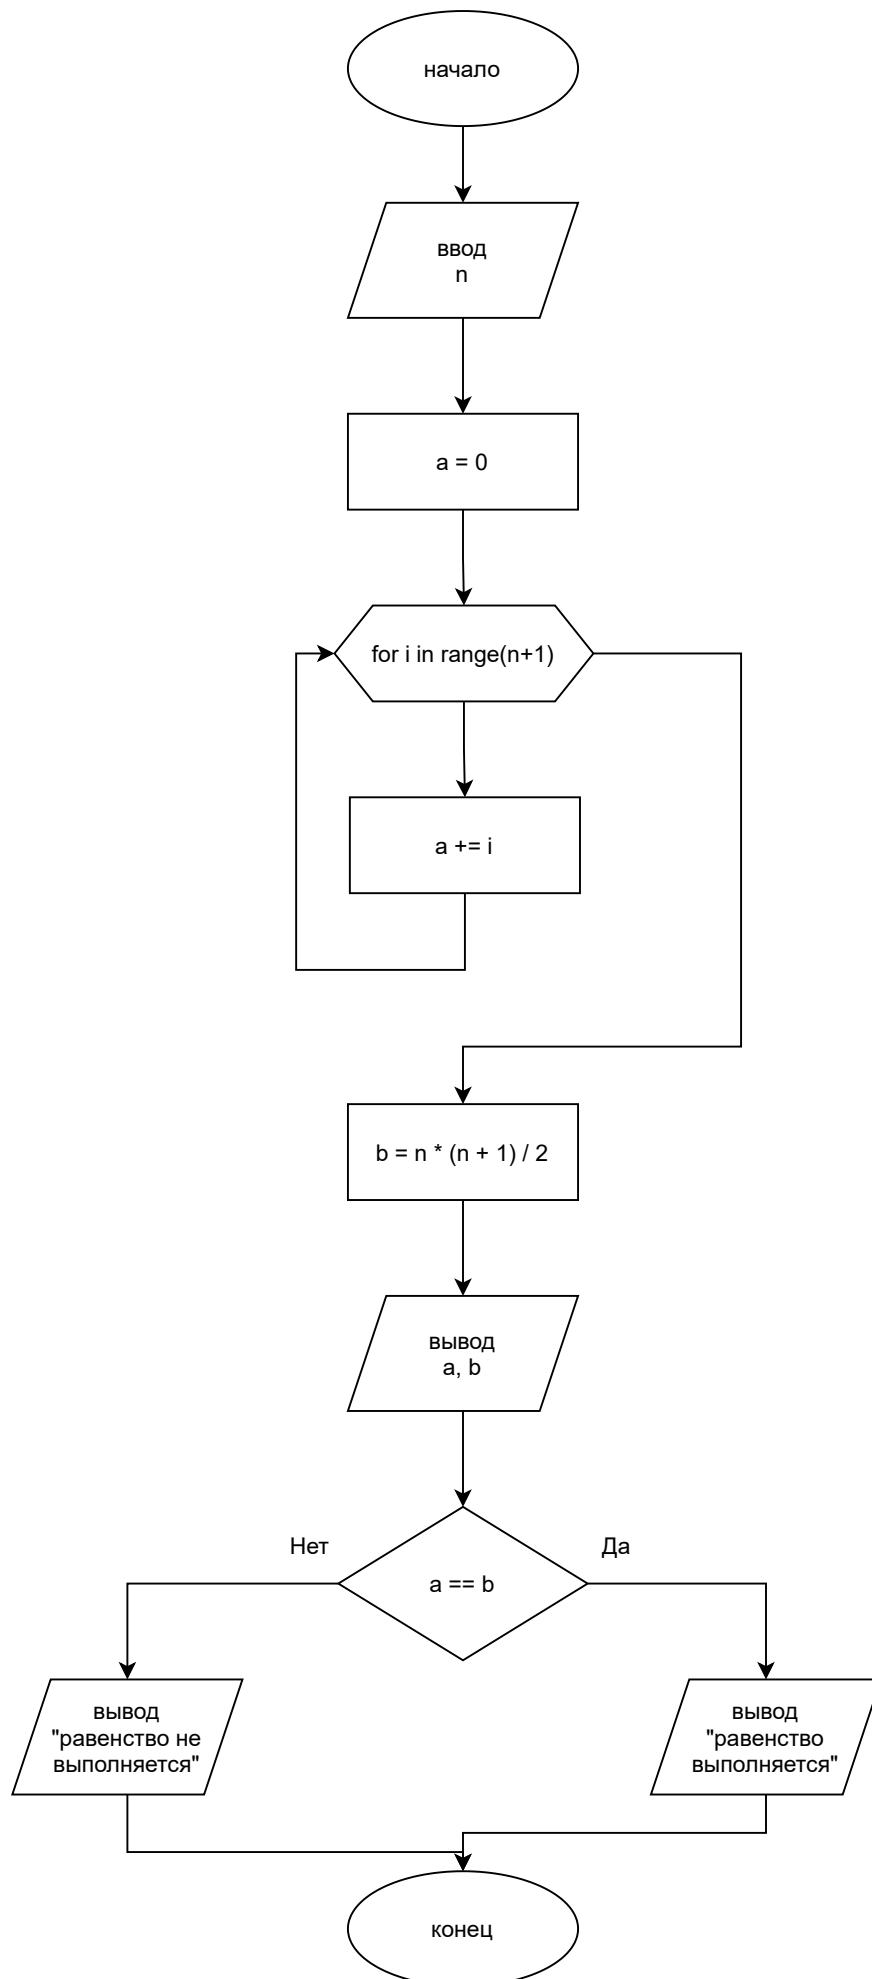 начало
ввод
n
a = 0
for i in range(n+1)
a += i
b = n * (n + 1) / 2
вывод
a, b
a == b
Нет
Да
вывод
"равенство не
выполняется"
вывод
"равенство
выполняется"
конец